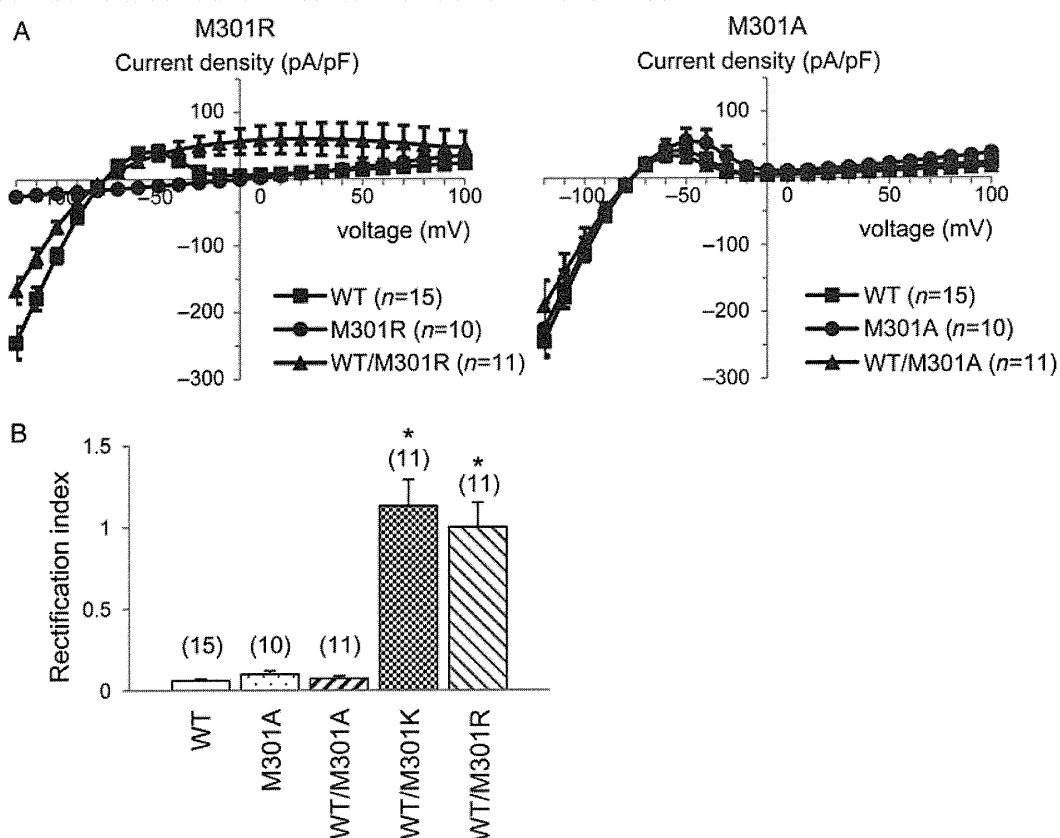 A
M301R
M301A
Current density (pA/pF)
Current density (pA/pF)
100
–50
0
50
100
voltage (mV)
–100
–200
–300
WT (n=15)
M301R (n=10)
WT/M301R (n=11)
100
–100
–50
0
50
100
voltage (mV)
–100
–200
–300
WT (n=15)
M301A (n=10)
WT/M301A (n=11)
B
Rectification index
1.5
1
0.5
0
(15)
(10)
(11)
*
(11)
*
(11)
WT
M301A
WT/M301A
WT/M301K
WT/M301R